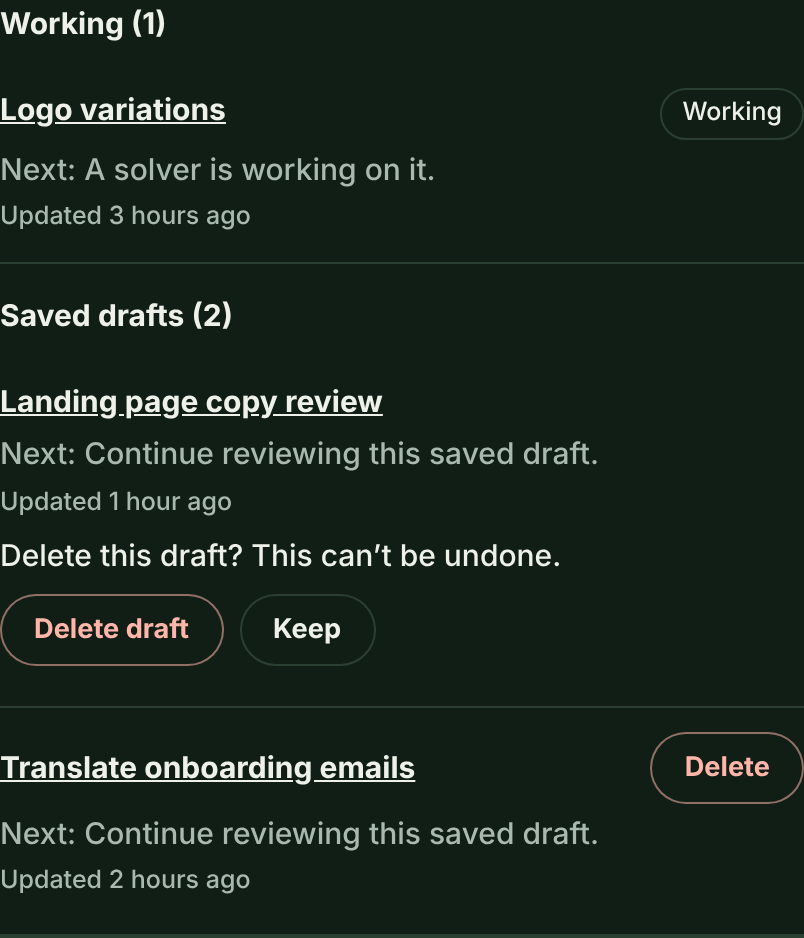 Working (1)
Logo variations
Working
Next: A solver is working on it.
Updated 3 hours ago
Saved drafts (2)
Landing page copy review
Next: Continue reviewing this saved draft.
Updated 1 hour ago
Delete this draft? This can’t be undone.
Delete draft
Keep
Translate onboarding emails
Delete
Next: Continue reviewing this saved draft.
Updated 2 hours ago